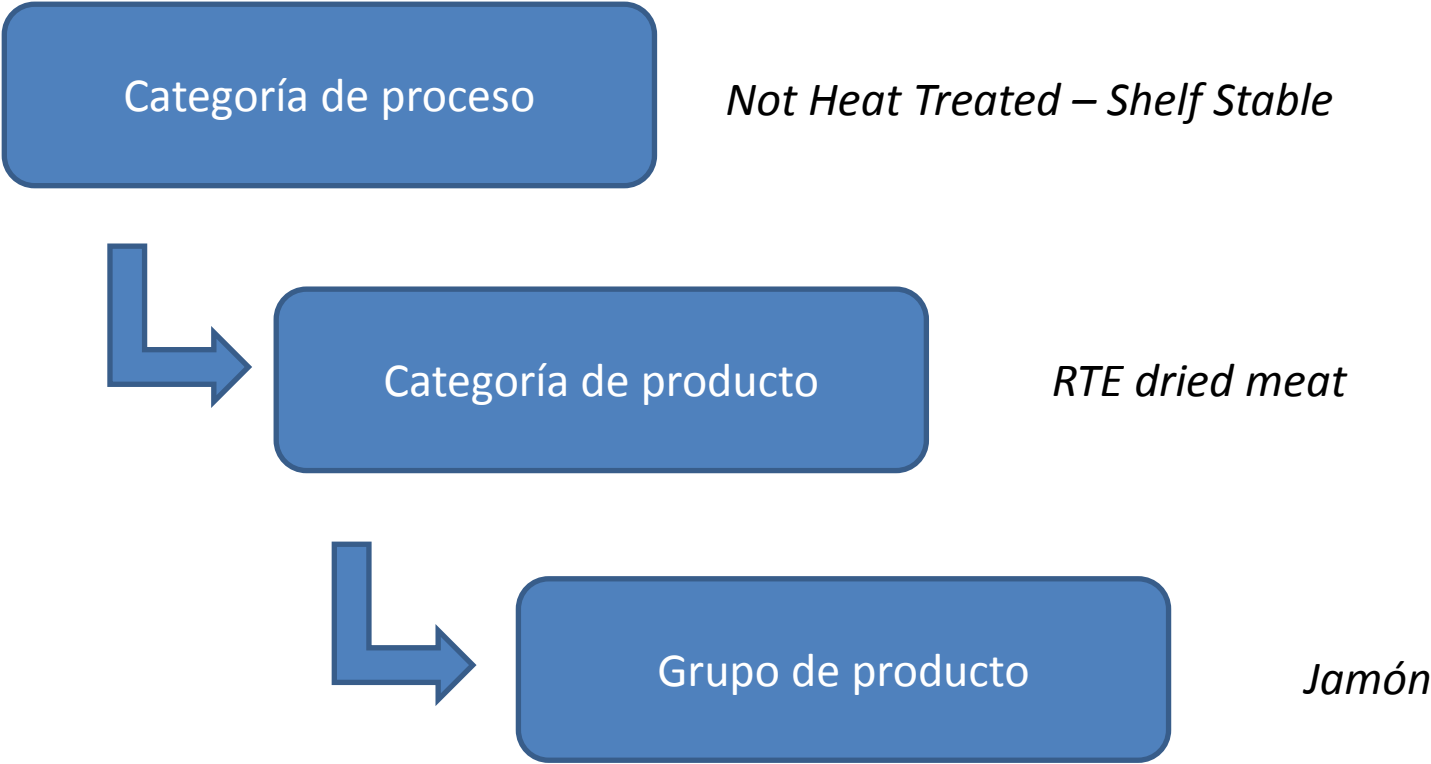 Categoría de proceso
Not Heat Treated – Shelf Stable
Categoría de producto
RTE dried meat
Grupo de producto
Jamón